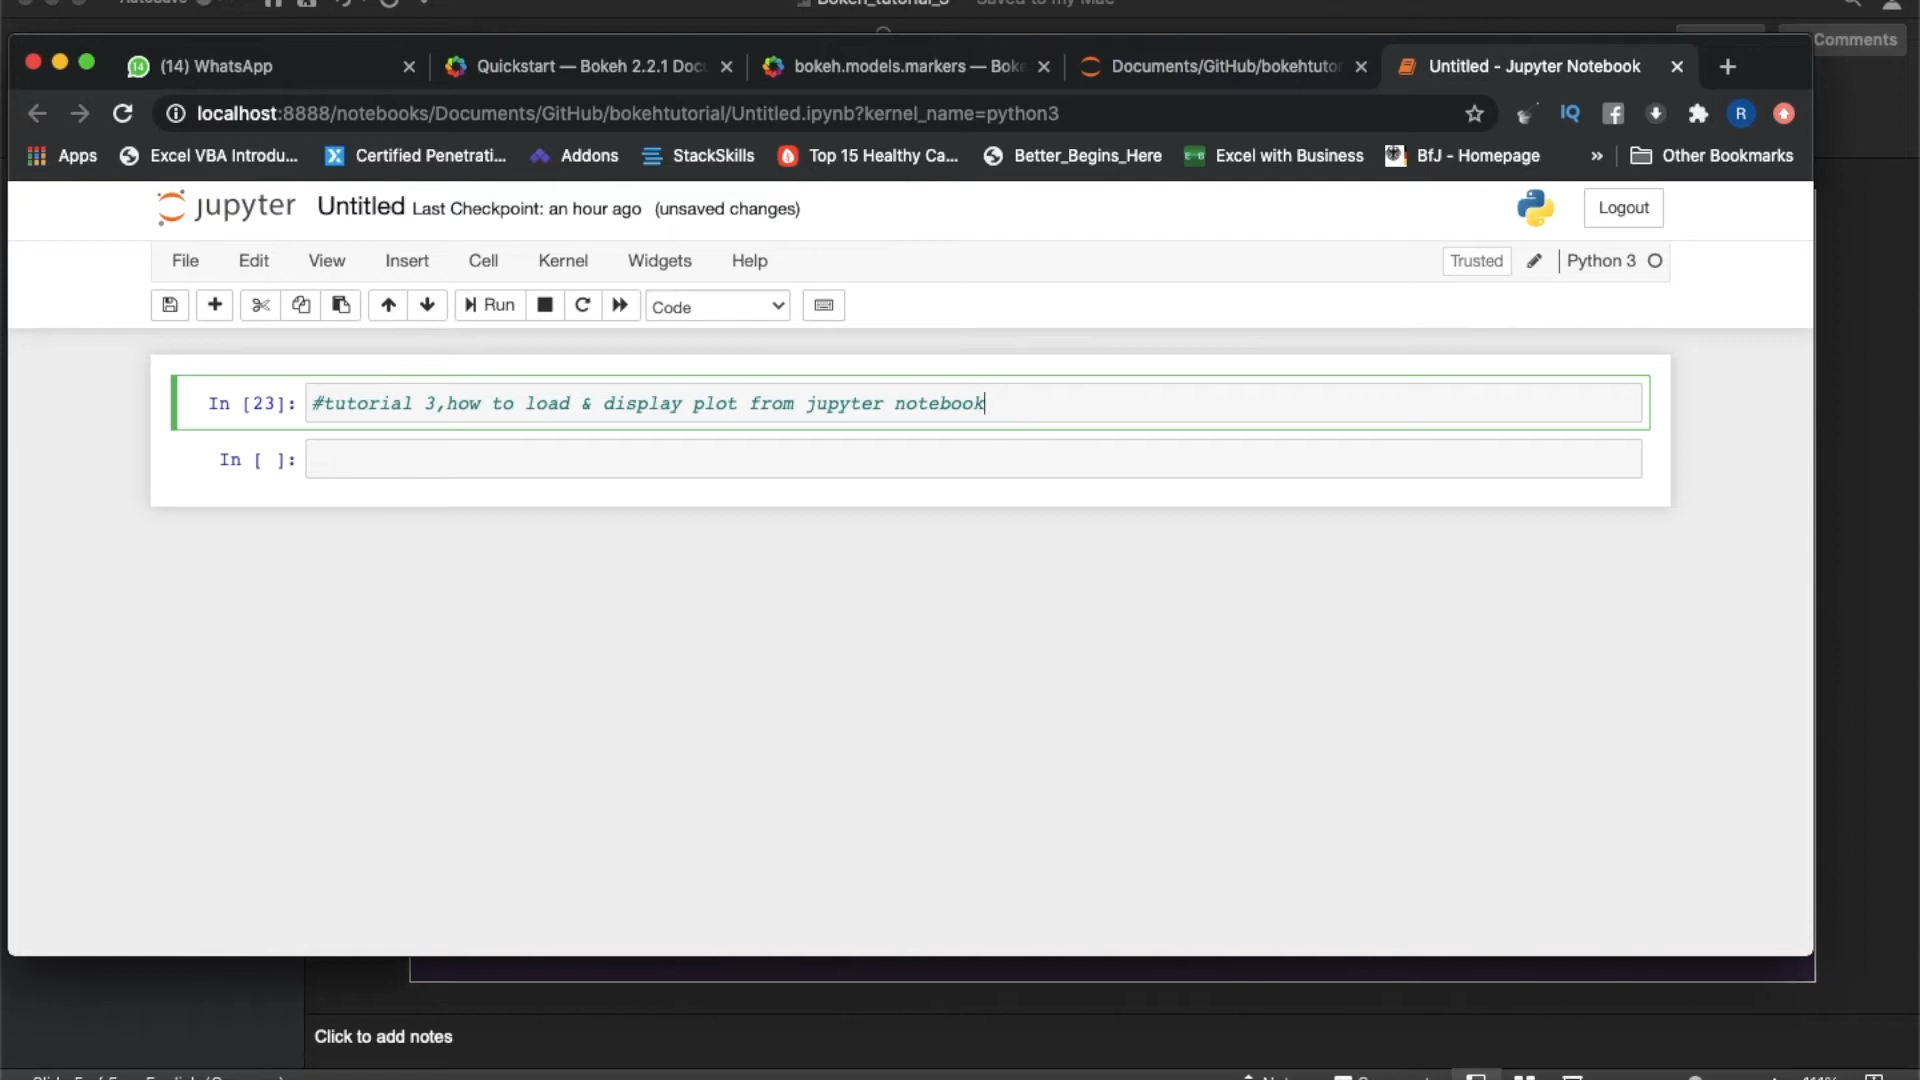 Comments
(14) WhatsApp
Quickstart — Bokeh 2.2.1 Doc
bokeh.models.markers — Boke
Documents/GitHub/bokehtutor
Untitled - Jupyter Notebook
localhost:8888/notebooks/Documents/GitHub/bokehtutorial/Untitled.ipynb?kernel_name=python3
IQ
R
Apps
Excel VBA Introdu...
Certified Penetrati...
Addons
StackSkills
Top 15 Healthy Ca...
Better_Begins_Here
Excel with Business
BfJ - Homepage
»
Other Bookmarks
jupyter Untitled Last Checkpoint: an hour ago (unsaved changes)
Logout
File Edit View Insert Cell Kernel Widgets Help
Trusted
Python 3
Run
Code
In [23]: #tutorial 3,how to load & display plot from jupyter notebook
In [ ]:
Click to add notes